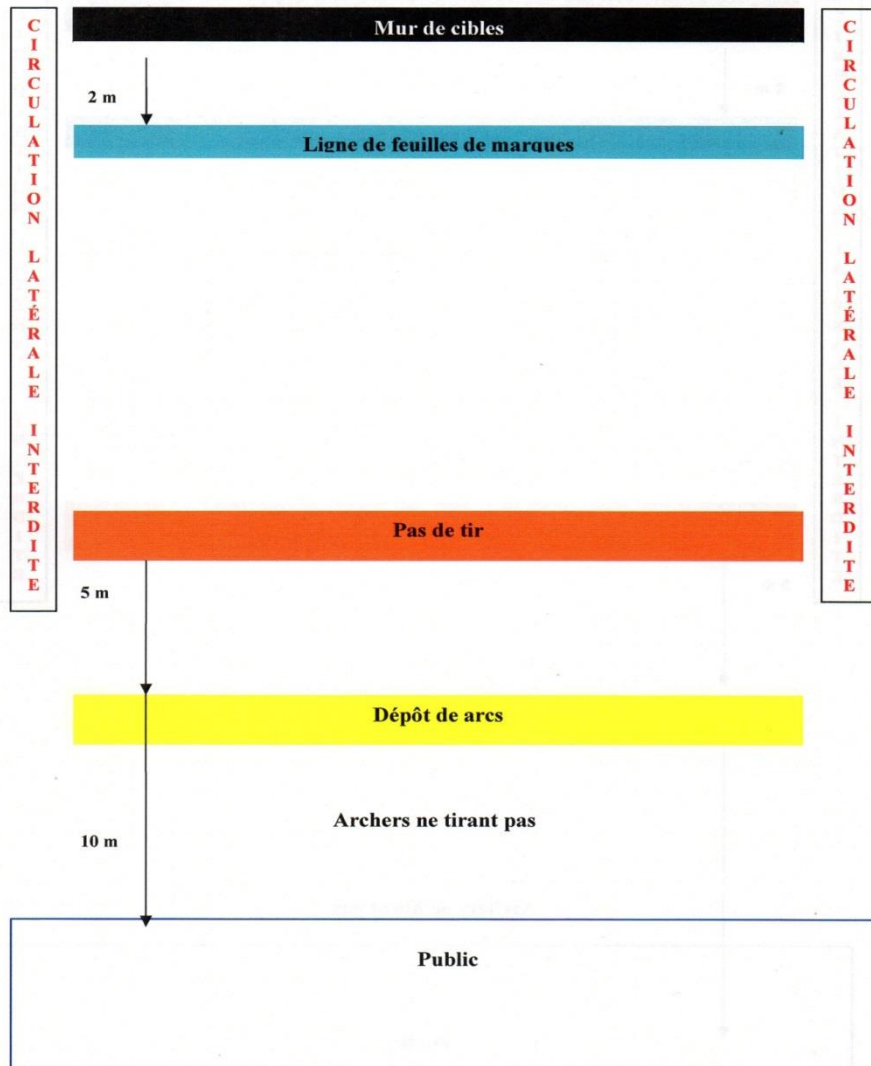 Mur de cibles
CIRCULATION LATÉRALE INTERDITE
CIRCULATION LATÉRALE INTERDITE
2 m
Ligne de feuilles de marques
Pas de tir
5 m
Dépôt de arcs
Archers ne tirant pas
10 m
Public